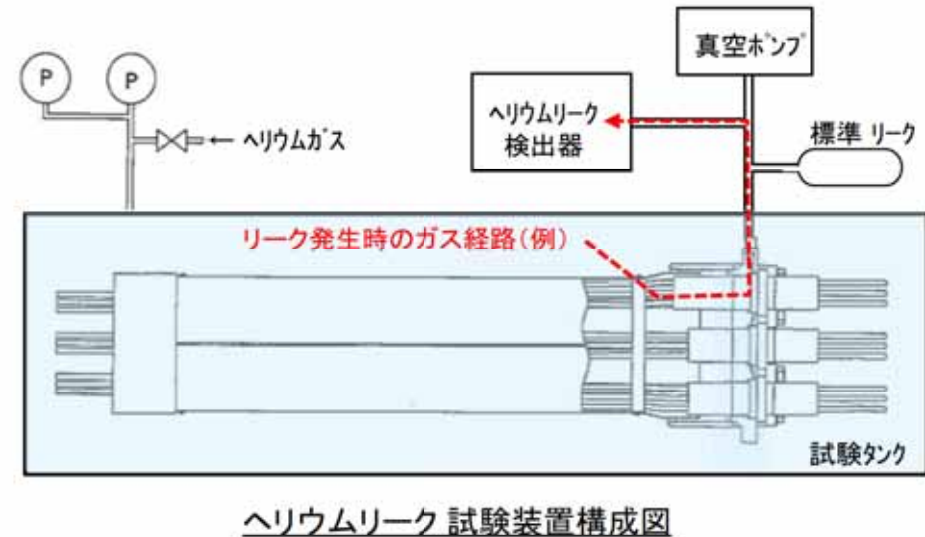 真空ポンプ
P
P
ヘリウムリーク
検出器
← ヘリウムガス
標準 リーク
リーク発生時のガス経路(例)
試験タンク
ヘリウムリーク 試験装置構成図